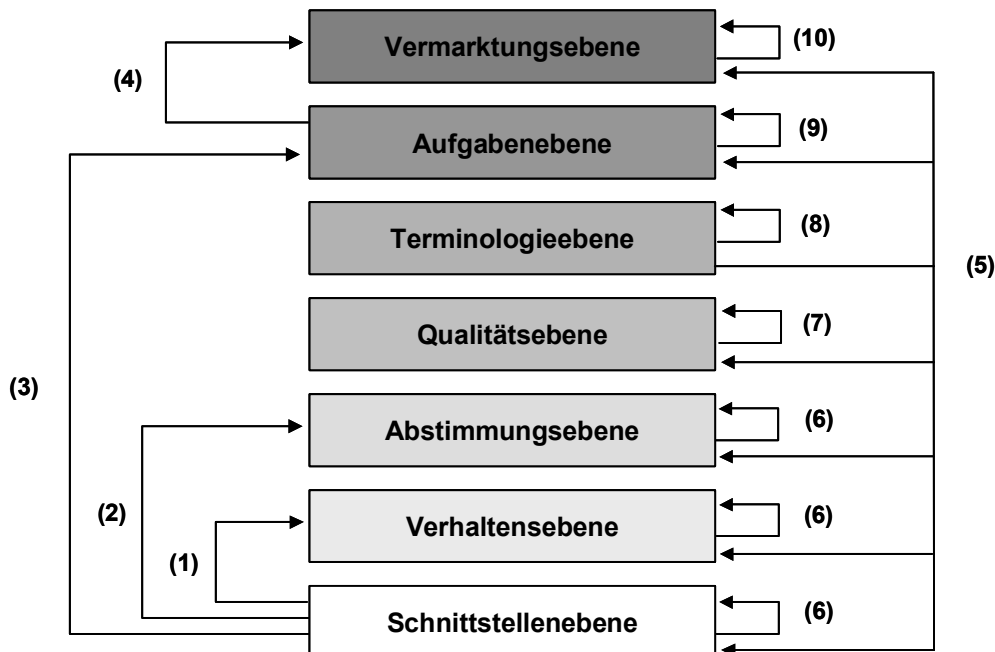 Vermarktungsebene
(10)
(4)
Aufgabenebene
(9)
Terminologieebene
(8)
(5)
Qualitätsebene
(7)
(3)
Abstimmungsebene
(6)
(2)
Verhaltensebene
(6)
(1)
Schnittstellenebene
(6)